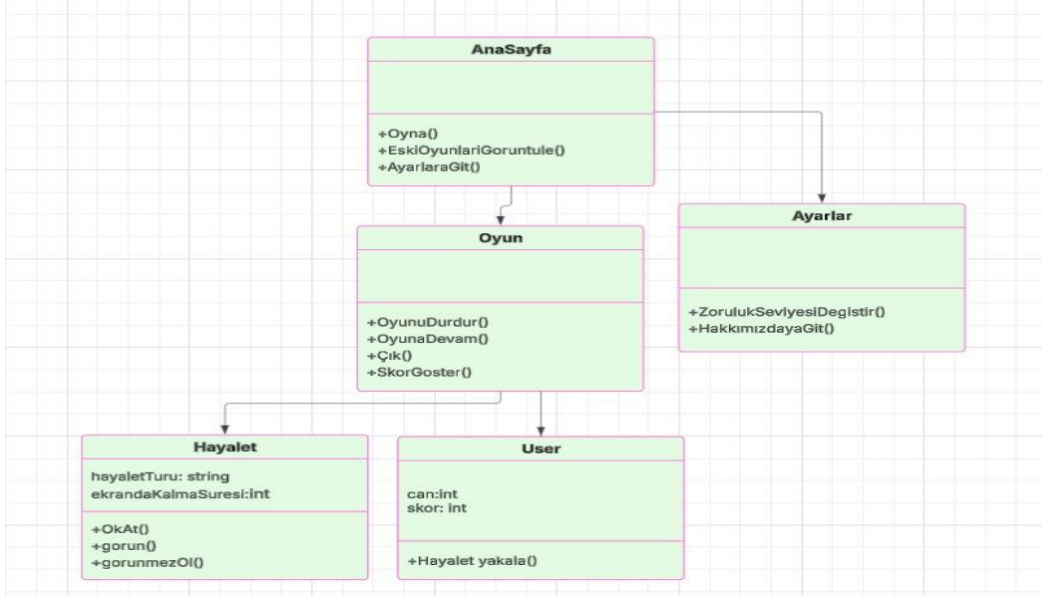 AnaSayfa
+Oyna()
+EskiOyunlariGoruntule()
+AyarlaraGit()
Ayarlar
+ZorulukSeviyesiDegistir()
+HakkımızdayaGit()
Oyun
+OyunuDurdur()
+OyunaDevam()
+Çık()
+SkorGoster()
Hayalet
hayaletTuru: string
ekrandaKalmaSuresi:int
+OkAt()
+gorun()
+gorunmezOl()
User
can:int
skor: int
+Hayalet yakala()